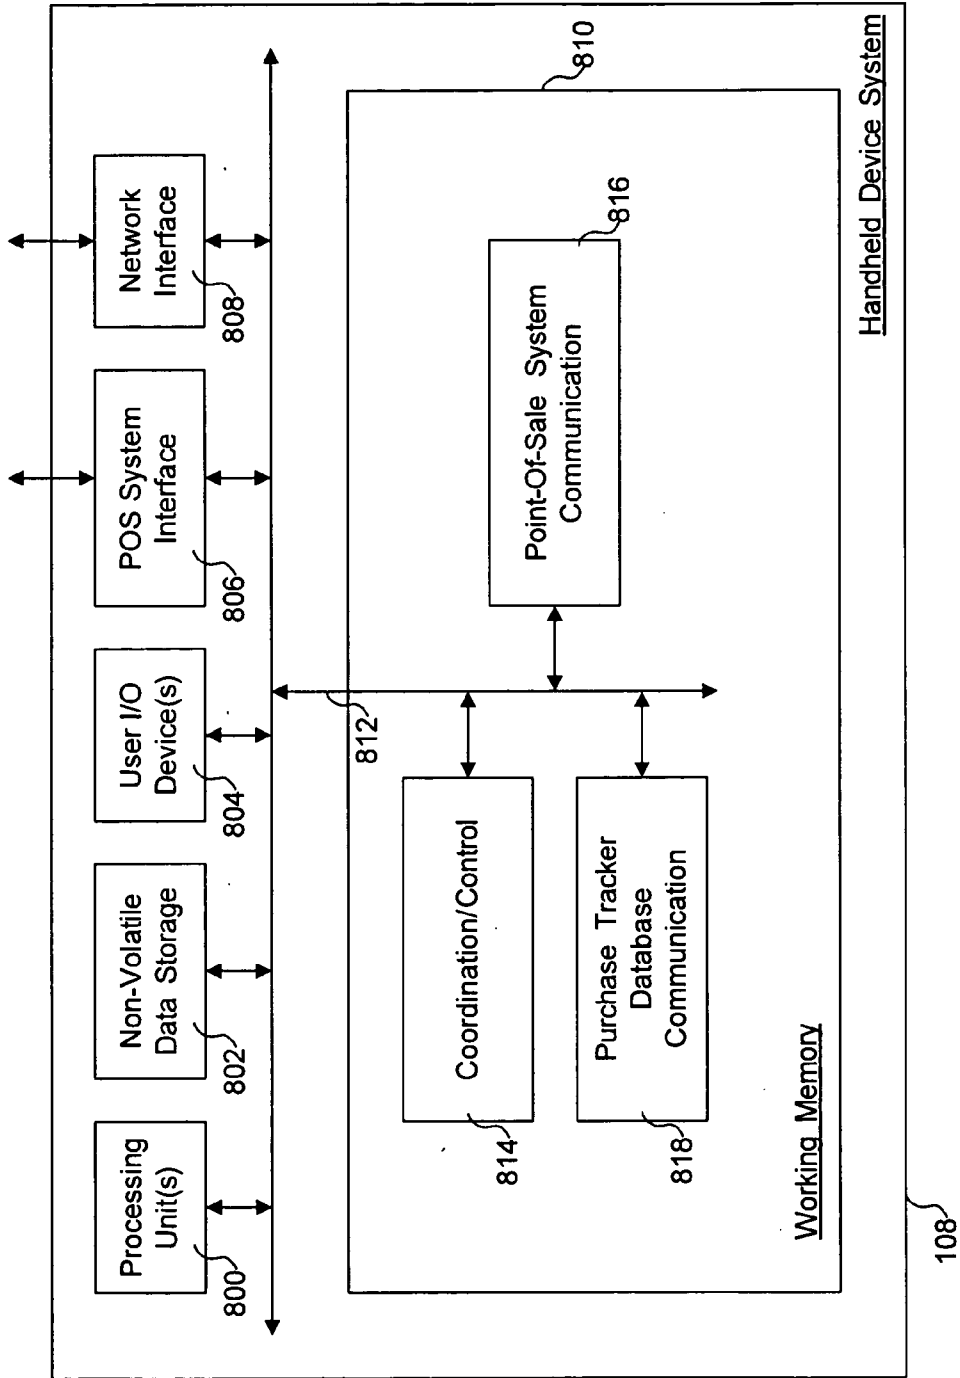 Processing
Unit(s)
800
Non-Volatile
Data Storage
802
User I/O
Device(s)
804
POS System
Interface
806
Network
Interface
808
812
810
Coordination/Control
814
Purchase Tracker
Database
Communication
818
Point-Of-Sale System
Communication
816
Working Memory
Handheld Device System
108